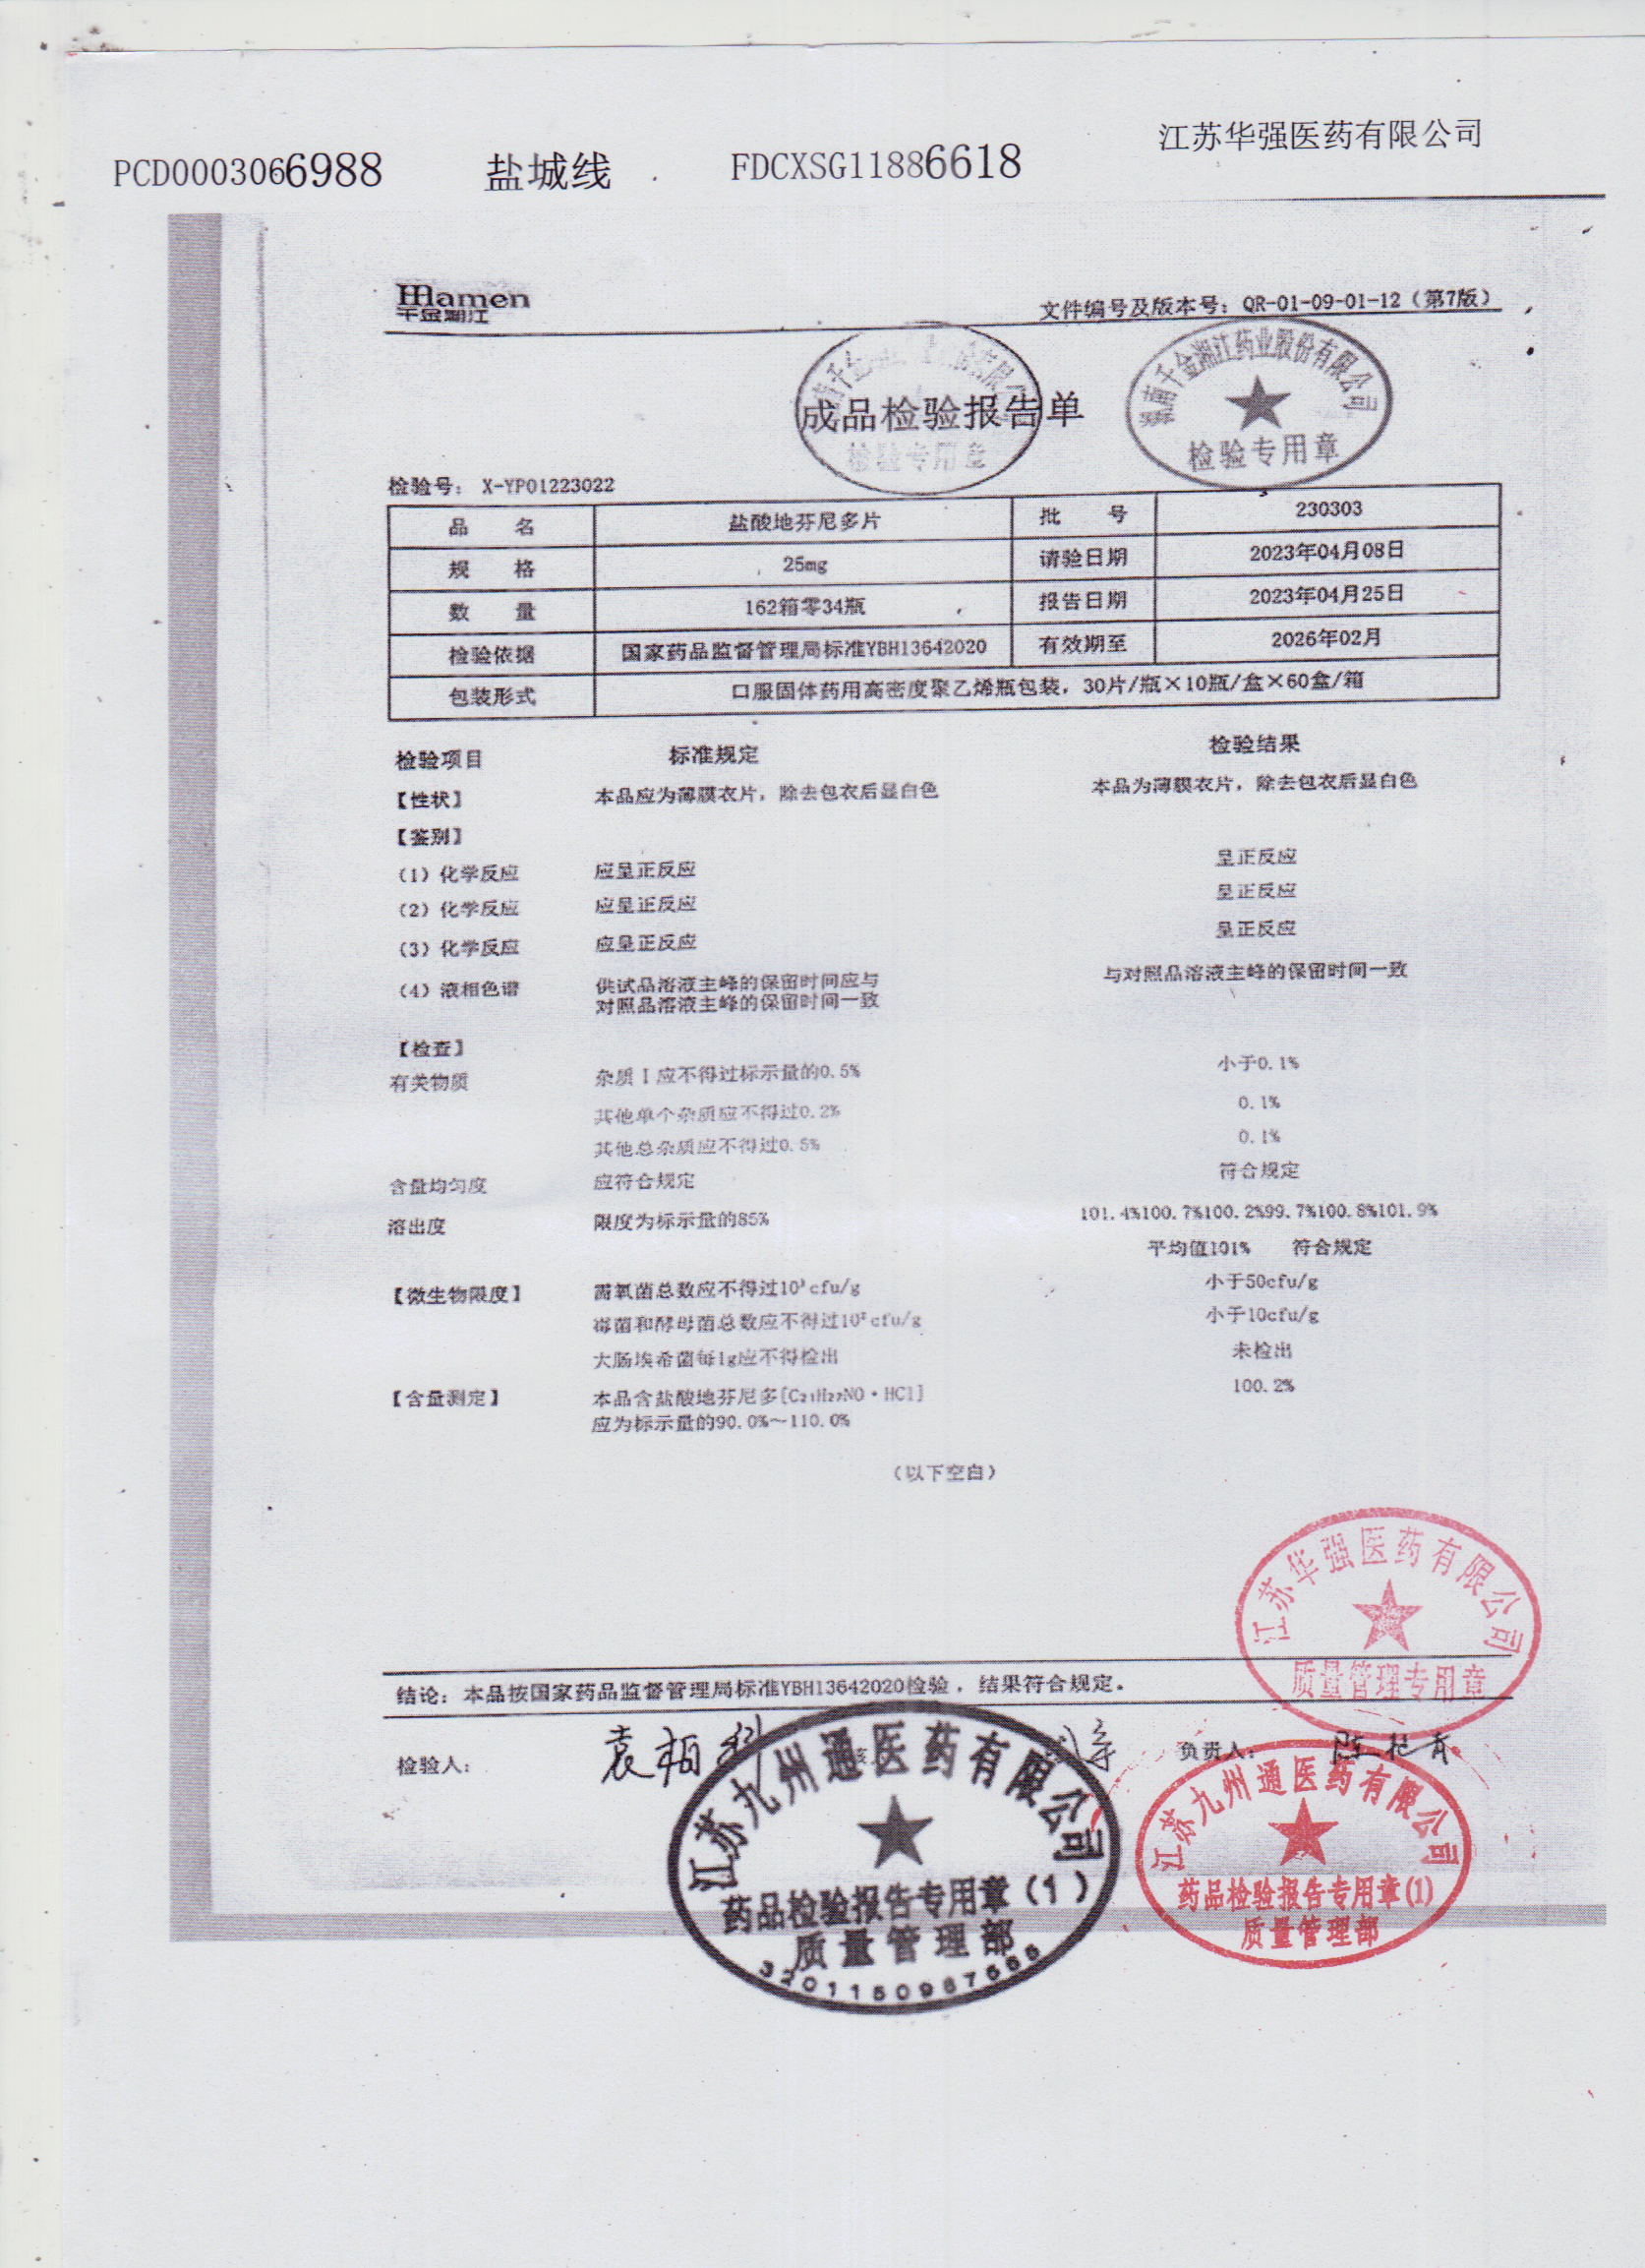 江苏华强医药有限公司
PCD0003066988 盐城线 FDCXSG11886618
Hamen
千金湘江
文件编号及版本号：QR-01-09-01-12（第7版）
成品检验报告单
检验专用章
湖南千金湘江药业股份有限公司
检验专用章
检验号： X-YP01223022
品 名 盐酸地芬尼多片 批 号 230303
规 格 25mg 请验日期 2023年04月08日
数 量 162箱零34瓶 报告日期 2023年04月25日
检验依据 国家药品监督管理局标准YBH13642020 有效期至 2026年02月
包装形式 口服固体药用高密度聚乙烯瓶包装，30片/瓶×10瓶/盒×60盒/箱
检验项目 标准规定 检验结果
【性状】 本品应为薄膜衣片，除去包衣后显白色 本品为薄膜衣片，除去包衣后显白色
【鉴别】
（1）化学反应 应呈正反应 呈正反应
（2）化学反应 应呈正反应 呈正反应
（3）化学反应 应呈正反应 呈正反应
（4）液相色谱 供试品溶液主峰的保留时间应与 与对照品溶液主峰的保留时间一致
对照品溶液主峰的保留时间一致
【检查】
有关物质 杂质Ⅰ应不得过标示量的0.5% 小于0.1%
其他单个杂质应不得过0.2% 0.1%
其他总杂质应不得过0.5% 0.1%
含量均匀度 应符合规定 符合规定
溶出度 限度为标示量的85% 101.4%100.7%100.2%99.7%100.8%101.9%
平均值101% 符合规定
【微生物限度】 需氧菌总数应不得过10³cfu/g 小于50cfu/g
霉菌和酵母菌总数应不得过10²cfu/g 小于10cfu/g
大肠埃希菌每1g应不得检出 未检出
【含量测定】 本品含盐酸地芬尼多[C₂₁H₂₇NO·HCl] 100.2%
应为标示量的90.0%～110.0%
（以下空白）
江苏华强医药有限公司
质量管理专用章
结论：本品按国家药品监督管理局标准YBH13642020检验，结果符合规定.
检验人： 袁柏 负责人： 陈
江苏九州通医药有限公司
药品检验报告专用章（1）
质量管理部
江苏九州通医药有限公司
药品检验报告专用章(1)
质量管理部